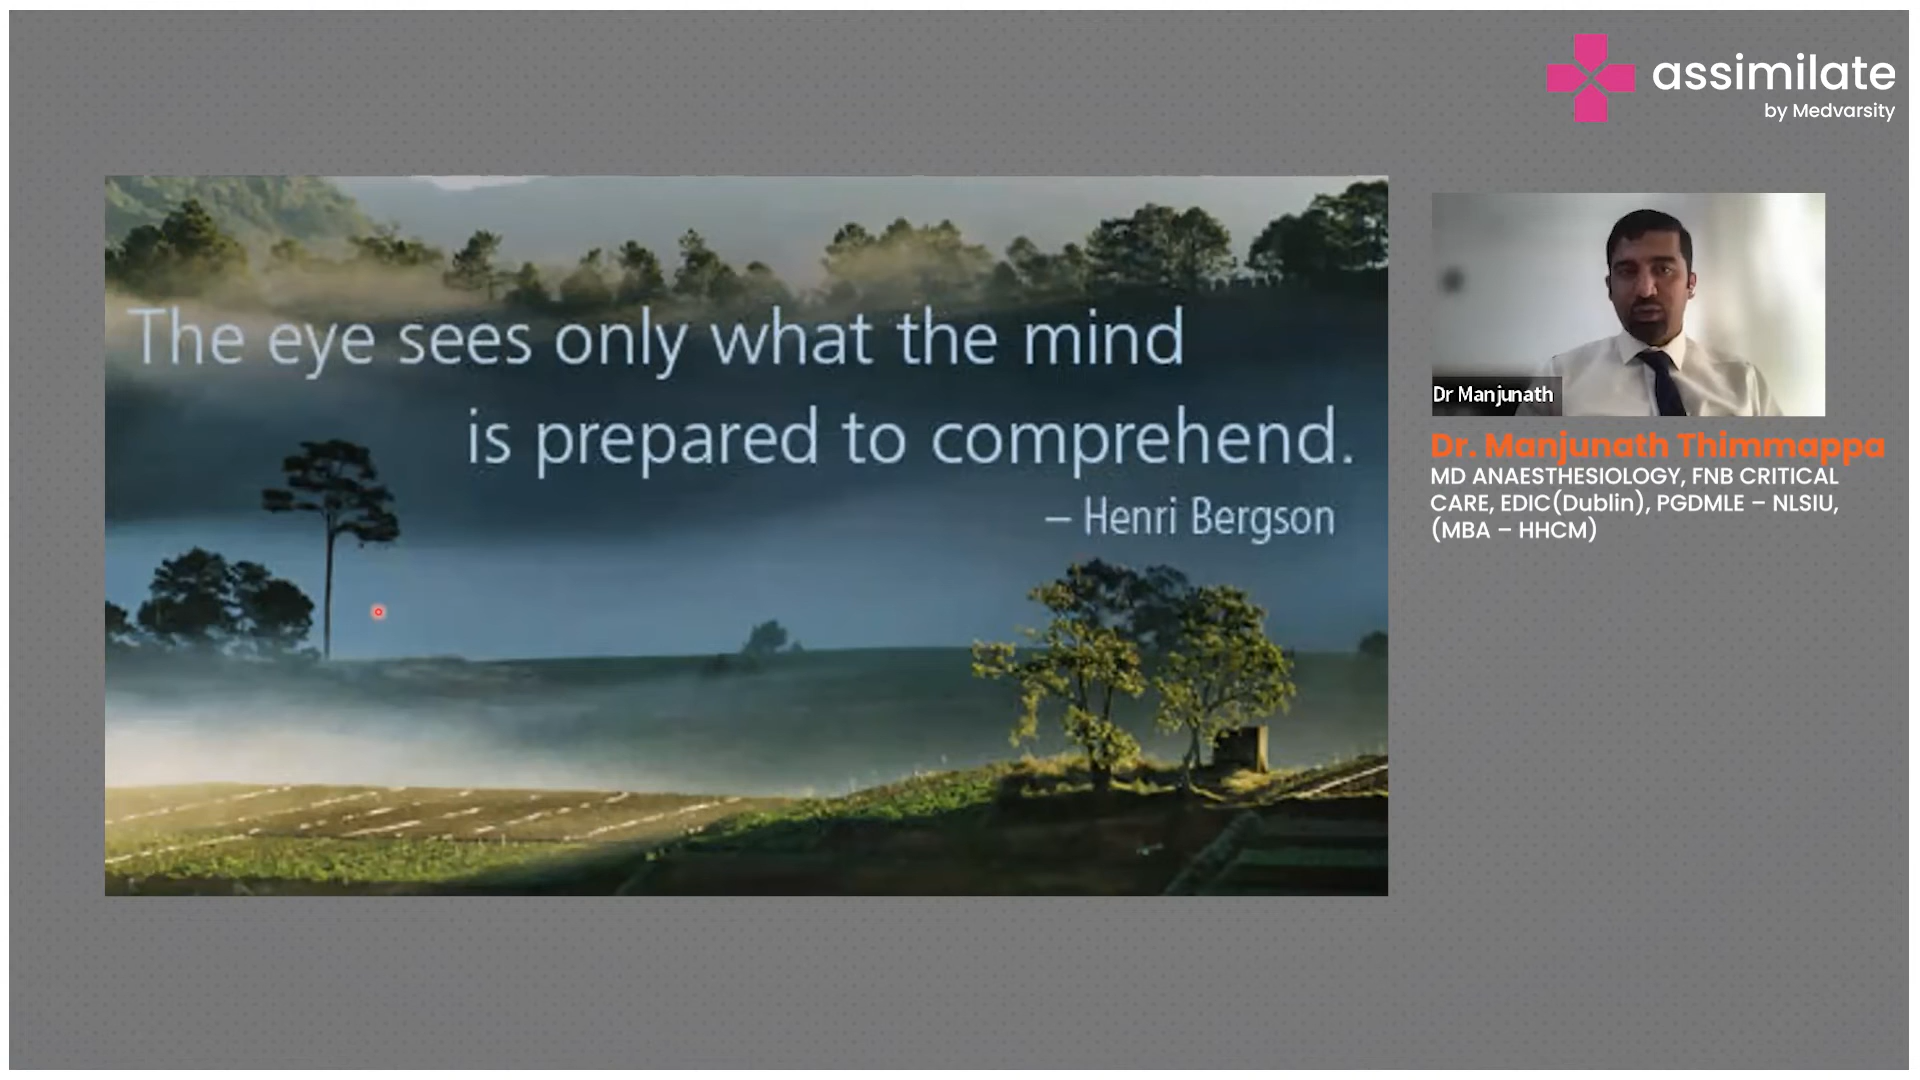 assimilate
by Medvarsity
The eye sees only what the mind
is prepared to comprehend.
– Henri Bergson
Dr Manjunath
Dr. Manjunath Thimmappa
MD ANAESTHESIOLOGY, FNB CRITICAL
CARE, EDIC(Dublin), PGDMLE – NLSIU,
(MBA – HHCM)